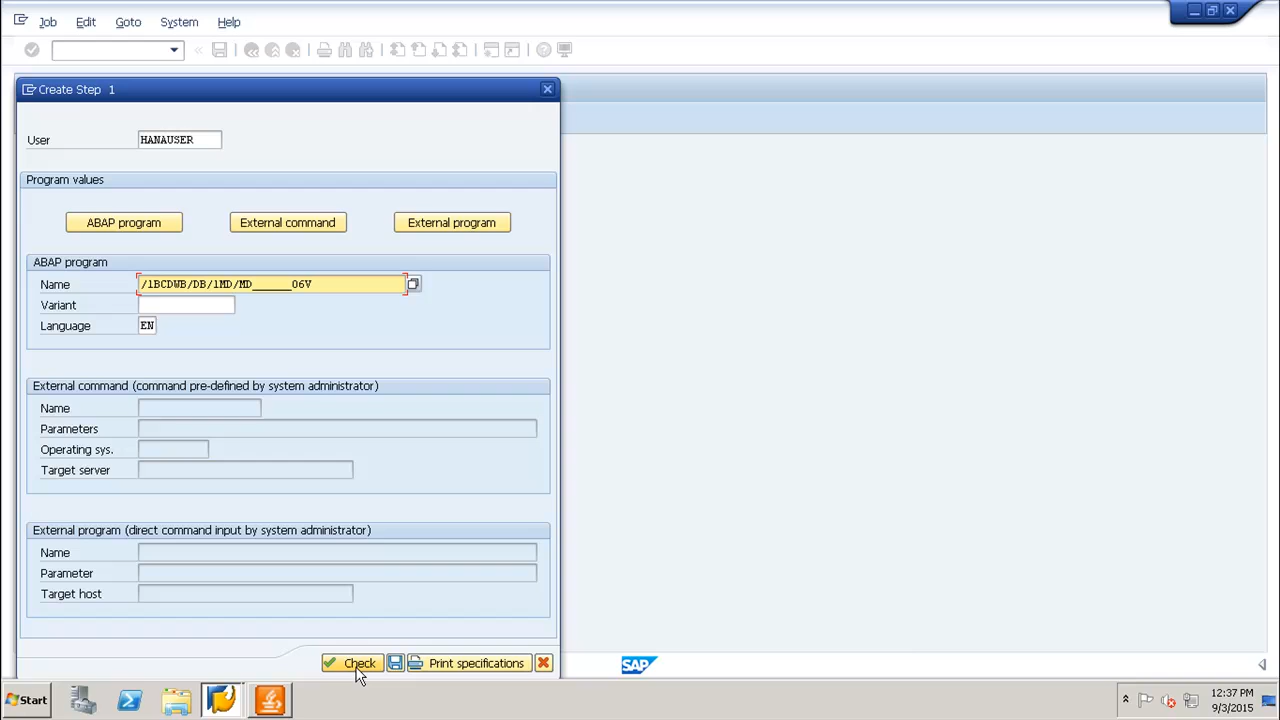 Job Edit Goto System Help
Create Step 1
User HANAUSER
Program values
ABAP program External command External program
ABAP program
Name /1BCDWB/DB/1MD/MD______06V
Variant
Language EN
External command (command pre-defined by system administrator)
Name
Parameters
Operating sys.
Target server
External program (direct command input by system administrator)
Name
Parameter
Target host
Check Print specifications
SAP
Start
12:37 PM
9/3/2015